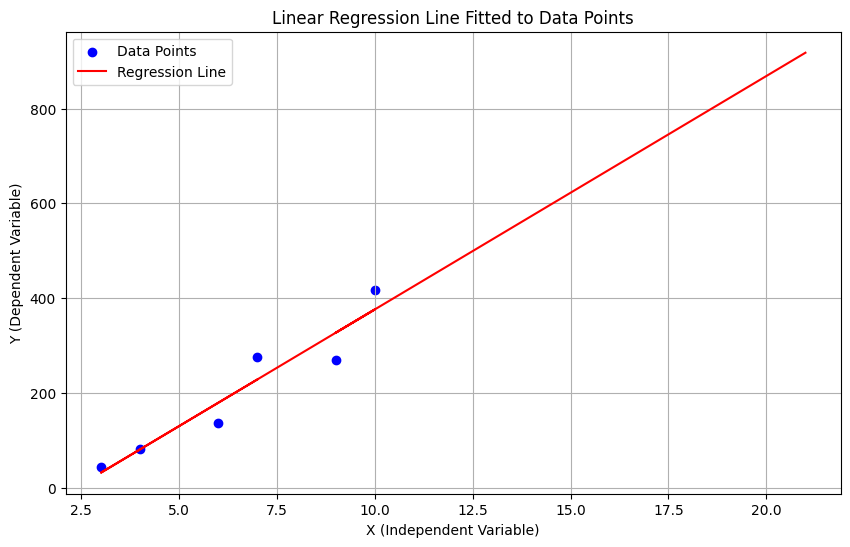 Linear Regression Line Fitted to Data Points
Data Points
Regression Line
800
600
400
200
0
Y (Dependent Variable)
2.5 5.0 7.5 10.0 12.5 15.0 17.5 20.0
X (Independent Variable)